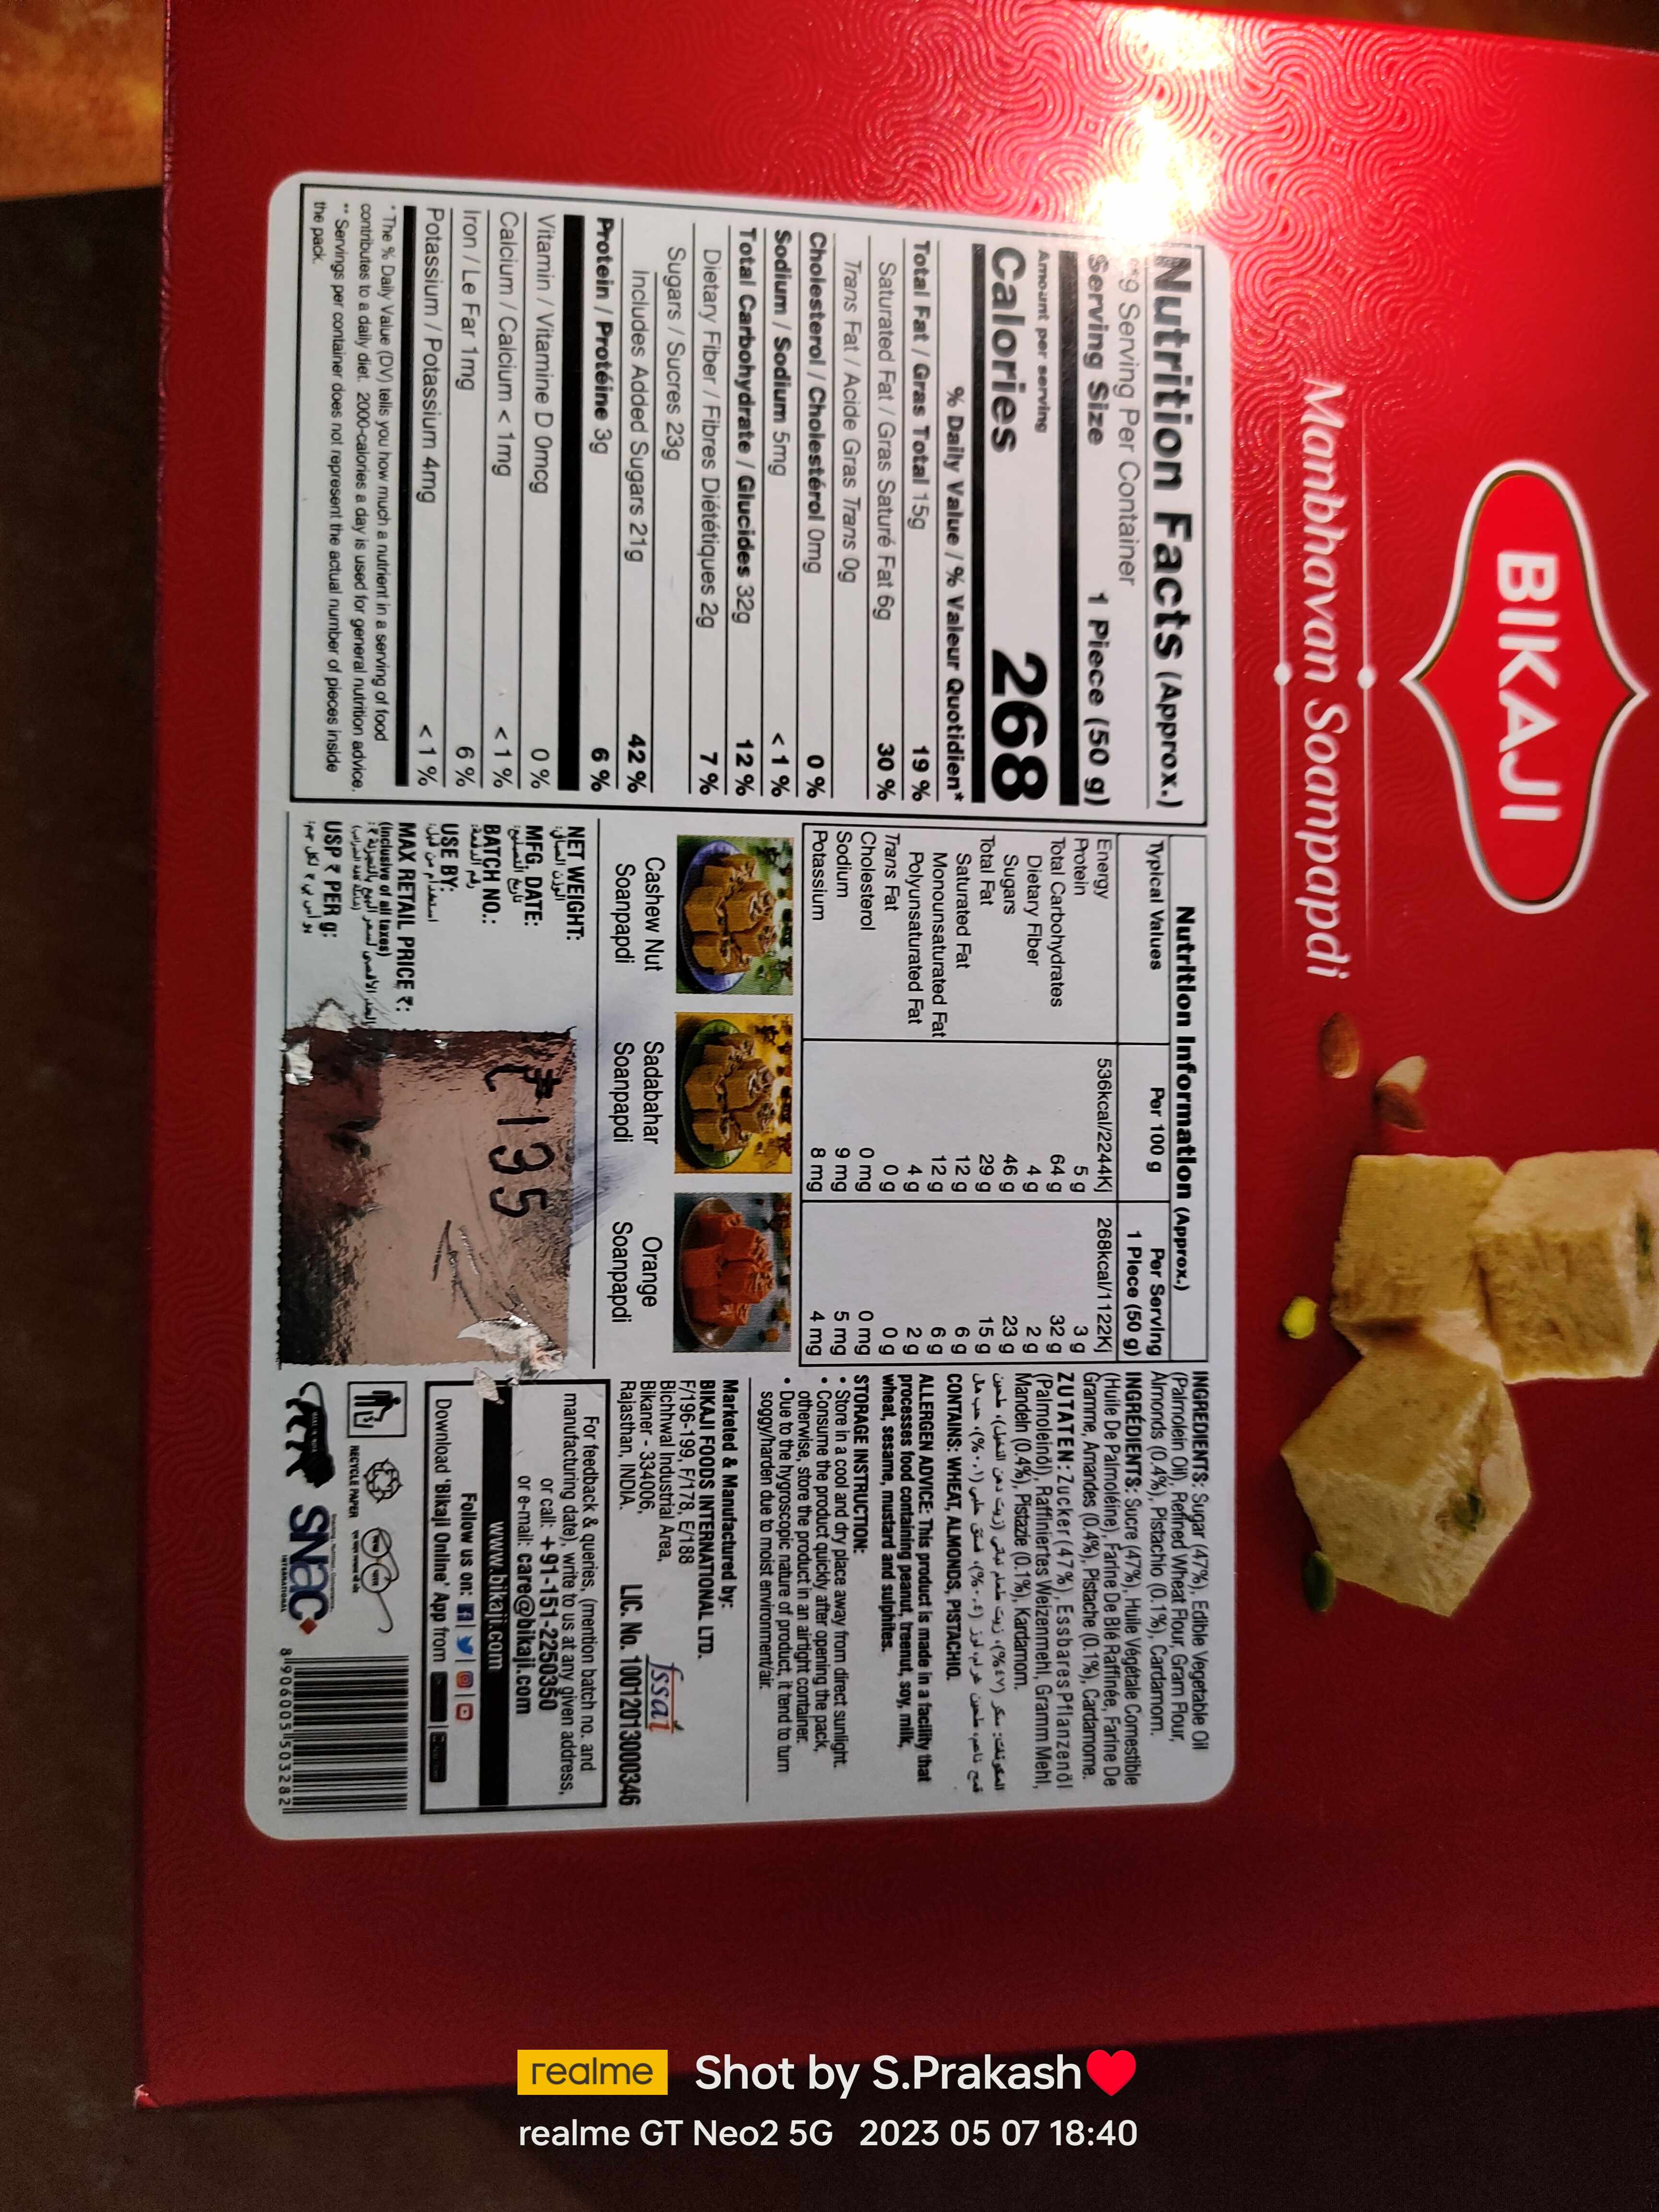 BIKAJI
Manbhavan Soanpapdi
Nutrition Facts (Approx.)
**g Serving Per Container
Serving Size 1 Piece (50 g)
Amount per serving
Calories 268
% Daily Value / % Valeur Quotidien*
Total Fat / Gras Total 15g 19 %
Saturated Fat / Gras Saturé Fat 6g 30 %
Trans Fat / Acide Gras Trans 0g
Cholesterol / Cholestérol 0mg 0 %
Sodium / Sodium 5mg < 1 %
Total Carbohydrate / Glucides 32g 12 %
Dietary Fiber / Fibres Diététiques 2g 7 %
Sugars / Sucres 23g
Includes Added Sugars 21g 42 %
Protein / Protéine 3g 6 %
Vitamin / Vitamine D 0mcg 0 %
Calcium / Calcium < 1mg < 1 %
Iron / Le Far 1mg 6 %
Potassium / Potassium 4mg < 1 %
* The % Daily Value (DV) tells you how much a nutrient in a serving of food
contributes to a daily diet. 2000-calories a day is used for general nutrition advice.
** Servings per container does not represent the actual number of pieces inside
the pack.
Nutrition Information (Approx.)
Typical Values Per 100 g Per Serving
1 Piece (50 g)
Energy 536kcal/2244Kj 268kcal/1122Kj
Protein 5 g 3 g
Total Carbohydrates 64 g 32 g
Dietary Fiber 4 g 2 g
Sugars 46 g 23 g
Total Fat 29 g 15 g
Saturated Fat 12 g 6 g
Monounsaturated Fat 12 g 6 g
Polyunsaturated Fat 4 g 2 g
Trans Fat 0 g 0 g
Cholesterol 0 mg 0 mg
Sodium 9 mg 5 mg
Potassium 8 mg 4 mg
Cashew Nut
Soanpapdi
Sadabahar
Soanpapdi
Orange
Soanpapdi
NET WEIGHT:
الوزن الصافي:
MFG. DATE:
تاريخ التصنيع:
BATCH NO.:
رقم الدفعة:
USE BY:
استخدام من قبل:
MAX RETAIL PRICE ₹:
(inclusive of all taxes)
USP ₹ PER g:
₹ 135
INGREDIENTS: Sugar (47%), Edible Vegetable Oil
(Palmolein Oil), Refined Wheat Flour, Gram Flour,
Almonds (0.4%), Pistachio (0.1%), Cardamom.
INGRÉDIENTS: Sucre (47%), Huile Végétale Comestible
(Huile De Palmoléine), Farine De Blé Raffinée, Farine De
Gramme, Amandes (0.4%), Pistache (0.1%), Cardamome.
ZUTATEN: Zucker (47%), Essbares Pflanzenöl
(Palmoleinöl), Raffiniertes Weizenmehl, Gramm Mehl,
Mandeln (0.4%), Pistazie (0.1%), Kardamom.
CONTAINS: WHEAT, ALMONDS, PISTACHIO.
ALLERGEN ADVICE: This product is made in a facility that
processes food containing peanut, treenut, soy, milk,
wheat, sesame, mustard and sulphites.
STORAGE INSTRUCTION:
• Store in a cool and dry place away from direct sunlight.
• Consume the product quickly after opening the pack,
otherwise, store the product in an airtight container.
• Due to the hygroscopic nature of product, it tend to turn
soggy/harden due to moist environment/air.
Marketed & Manufactured by:
BIKAJI FOODS INTERNATIONAL LTD.
F/196-199, F/178, E/188
Bichhwal Industrial Area,
Bikaner - 334006,
Rajasthan, INDIA.
fssai
LIC. No. 10012013000346
For feedback & queries, (mention batch no. and
manufacturing date), write to us at any given address,
or call: +91-151-2250350
or e-mail: care@bikaji.com
www.bikaji.com
Follow us on:
Download 'Bikaji Online' App from
RECYCLE PAPER
SNAC
INTERNATIONAL
8 906005 503282
realme Shot by S.Prakash❤
realme GT Neo2 5G 2023 05 07 18:40